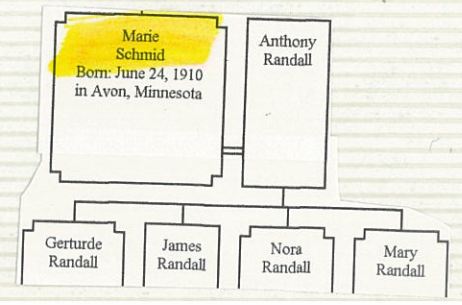 Marie
Schmid
Born: June 24, 1910
in Avon, Minnesota
Anthony
Randall
Gerturde
Randall
James
Randall
Nora
Randall
Mary
Randall